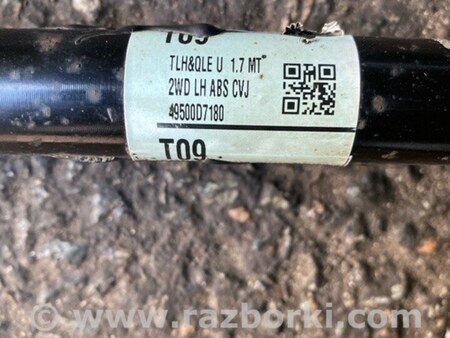 T09
TLH&QLE U 1.7 MT
2WD LH ABS CVJ
49500D7180
T09
© www.razborki.com